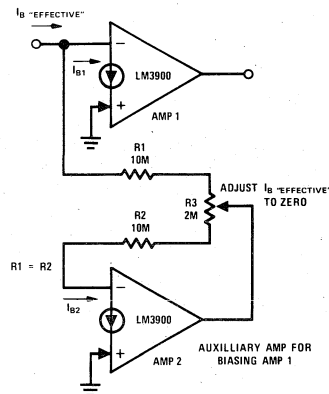 IB "EFFECTIVE"
−
IB1
LM3900
+
AMP 1
R1
10M
ADJUST IB "EFFECTIVE"
TO ZERO
R3
2M
R2
10M
R1 = R2
−
IB2
LM3900
+
AMP 2
AUXILLIARY AMP FOR
BIASING AMP 1